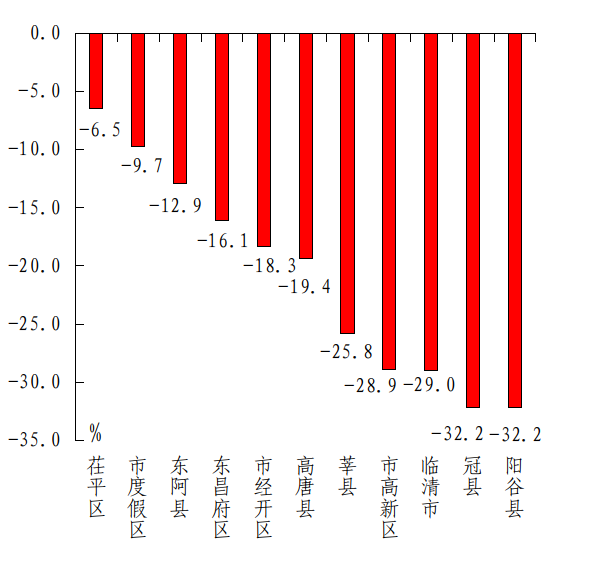 0.0
-5.0
-10.0
-15.0
-20.0
-25.0
-30.0
-35.0
%
-6.5
-9.7
-12.9
-16.1
-18.3
-19.4
-25.8
-28.9
-29.0
-32.2
-32.2
茌平区
市度假区
东阿县
东昌府区
市经开区
高唐县
莘县
市高新区
临清市
冠县
阳谷县